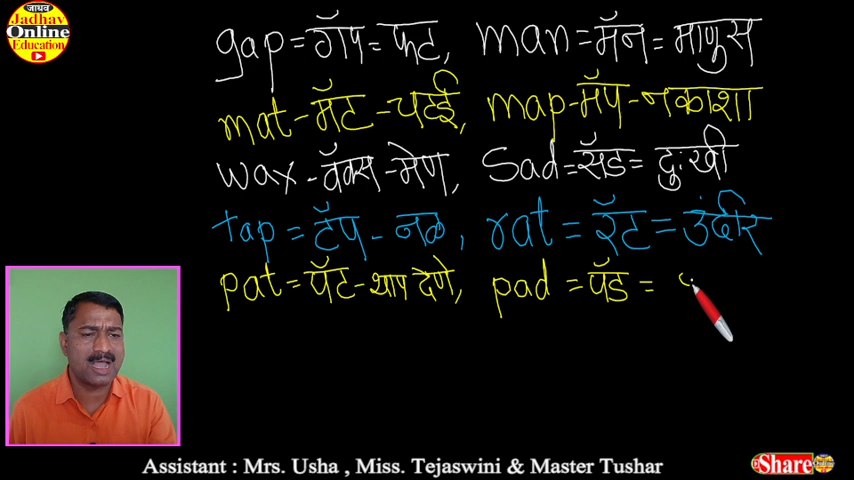 जाधव
Jadhav
Online
Education
gap = गॅप = फट, man = मॅन = माणुस
mat - मॅट - चटई, map - मॅप - नकाशा
wax - वॅक्स - मेण, Sad = सॅड = दुःखी
tap = टॅप - नळ, rat = रॅट = उंदीर
pat = पॅट - थाप देणे, pad = पॅड =
Assistant : Mrs. Usha , Miss. Tejaswini & Master Tushar
Share